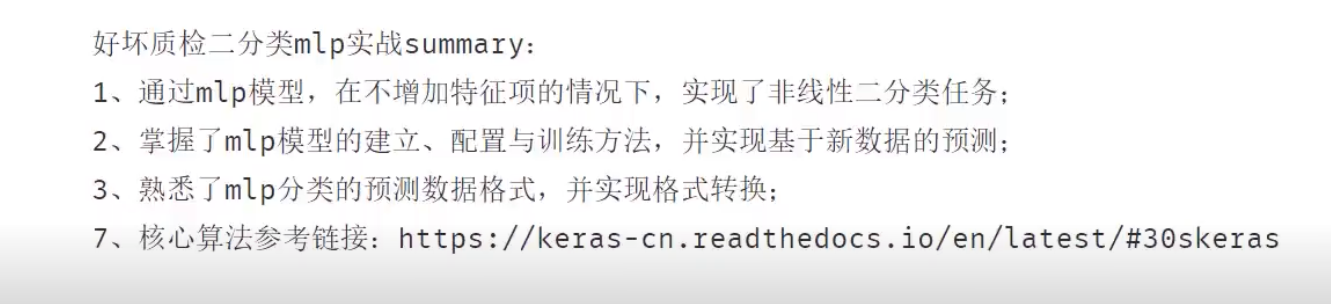 好坏质检二分类mlp实战summary：
1、通过mlp模型，在不增加特征项的情况下，实现了非线性二分类任务；
2、掌握了mlp模型的建立、配置与训练方法，并实现基于新数据的预测；
3、熟悉了mlp分类的预测数据格式，并实现格式转换；
7、核心算法参考链接：https://keras-cn.readthedocs.io/en/latest/#30skeras